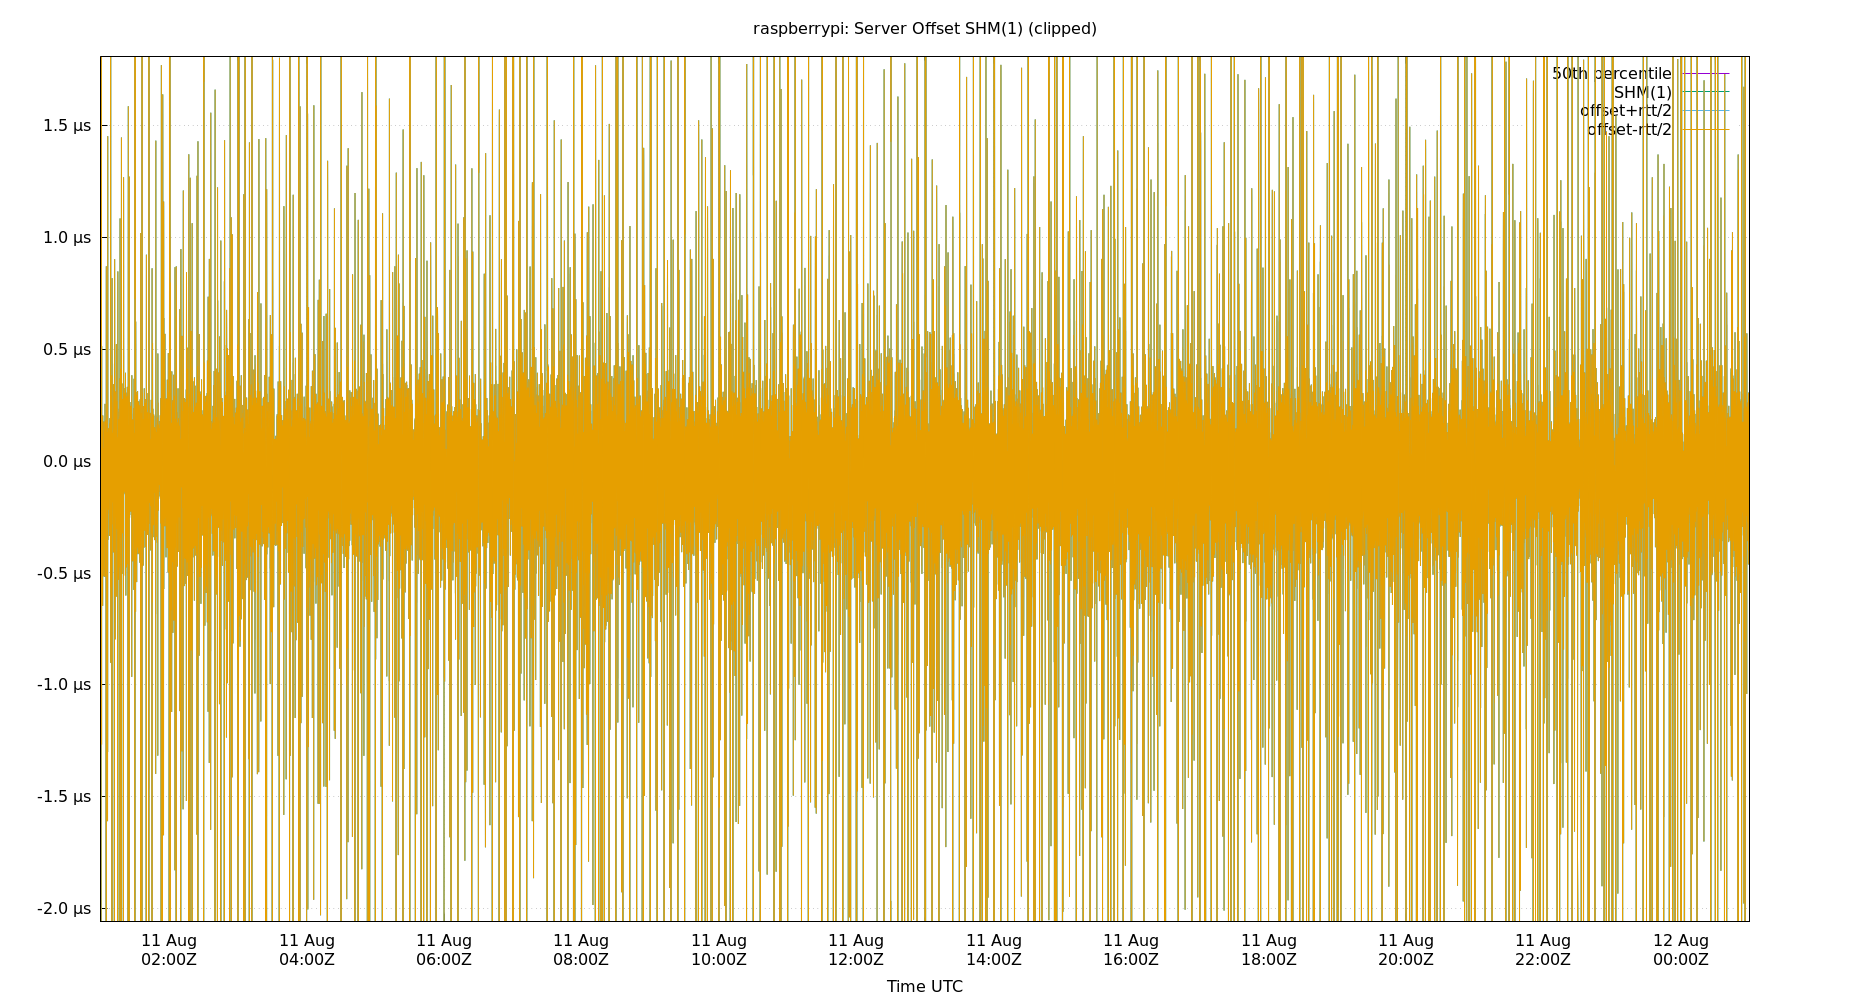 raspberrypi: Server Offset SHM(1) (clipped)
50th percentile
SHM(1)
offset+rtt/2
offset-rtt/2
1.5 µs
1.0 µs
0.5 µs
0.0 µs
-0.5 µs
-1.0 µs
-1.5 µs
-2.0 µs
11 Aug 11 Aug 11 Aug 11 Aug 11 Aug 11 Aug 11 Aug 11 Aug 11 Aug 11 Aug 11 Aug 12 Aug
02:00Z 04:00Z 06:00Z 08:00Z 10:00Z 12:00Z 14:00Z 16:00Z 18:00Z 20:00Z 22:00Z 00:00Z
Time UTC